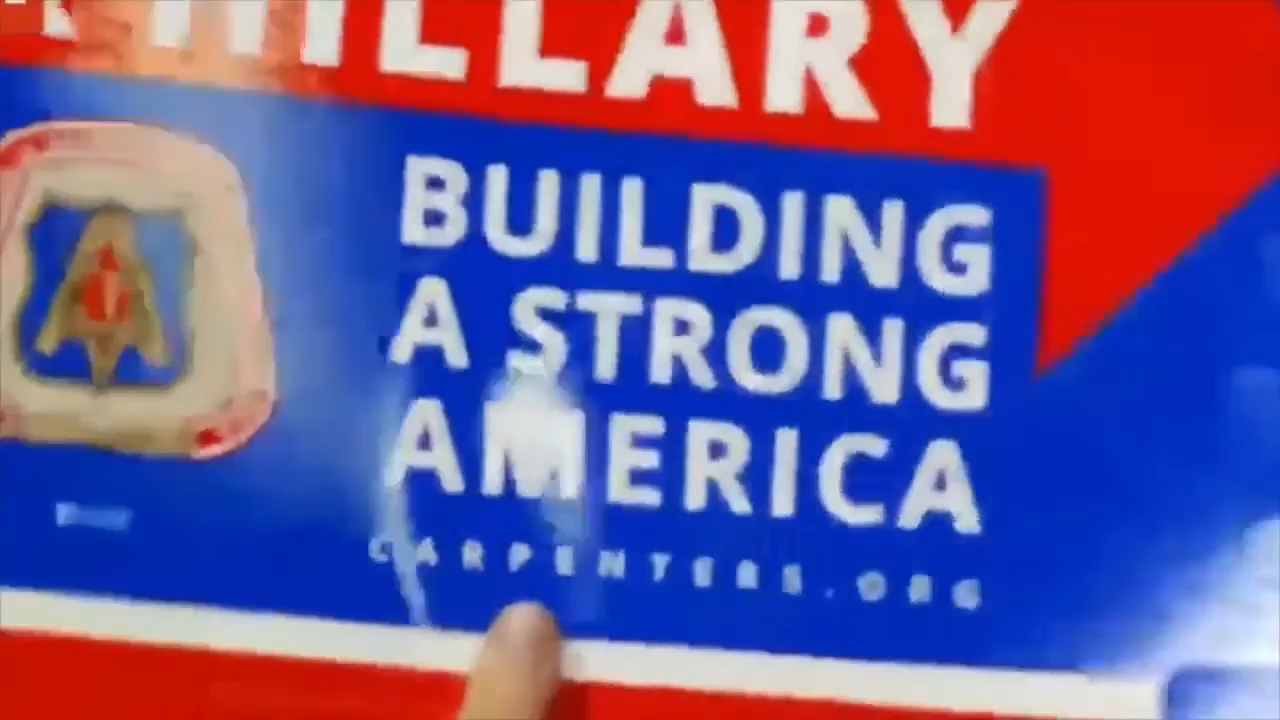 HILLARY
BUILDING
A STRONG
AMERICA
CARPENTERS.ORG